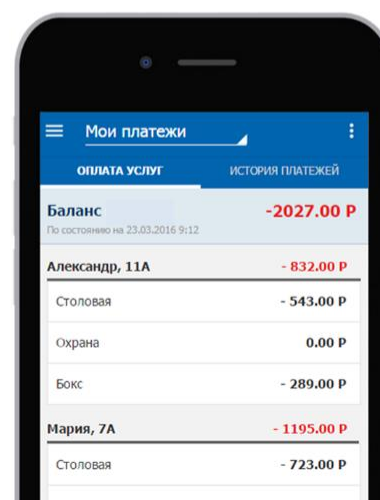 Мои платежи
ОПЛАТА УСЛУГ ИСТОРИЯ ПЛАТЕЖЕЙ
Баланс -2027.00 Р
По состоянию на 23.03.2016 9:12
Александр, 11А - 832.00 Р
Столовая - 543.00 Р
Охрана 0.00 Р
Бокс - 289.00 Р
Мария, 7А - 1195.00 Р
Столовая - 723.00 Р